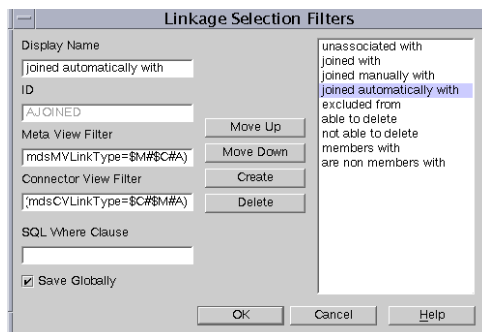 Linkage Selection Filters
Display Name
joined automatically with
ID
AJOINED
Meta View Filter
mdsMVLinkType=$M#$C#A)
Connector View Filter
(mdsCVLinkType=$C#$M#A)
SQL Where Clause
Save Globally
Move Up
Move Down
Create
Delete
unassociated with
joined with
joined manually with
joined automatically with
excluded from
able to delete
not able to delete
members with
are non members with
OK
Cancel
Help